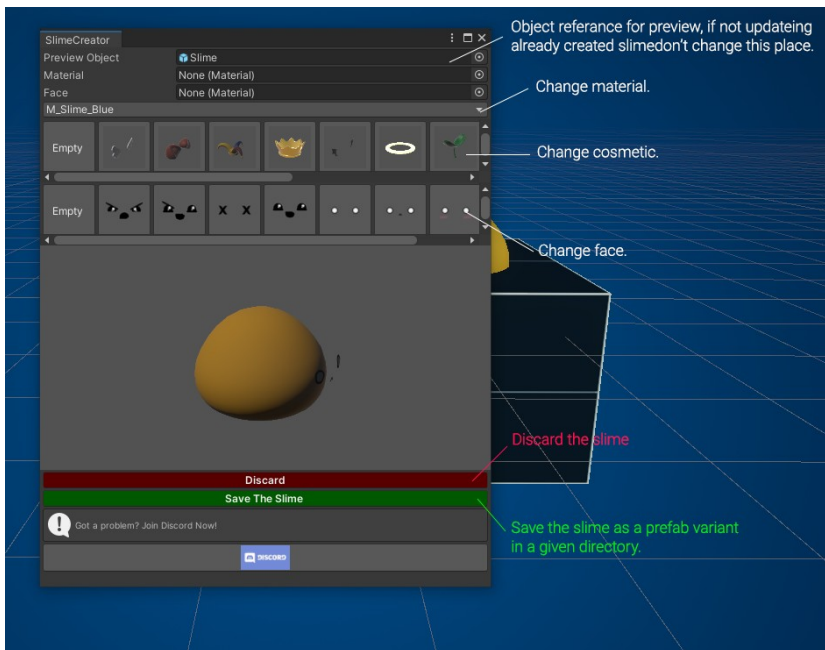 Object referance for preview, if not updateing
already created slimedon't change this place.
SlimeCreator
Preview Object
Slime
Material
None (Material)
Face
None (Material)
Change material.
M_Slime_Blue
Empty
Change cosmetic.
Empty
Change face.
Discard the slime
Discard
Save The Slime
Got a problem? Join Discord Now!
Save the slime as a prefab variant
in a given directory.
DISCORD